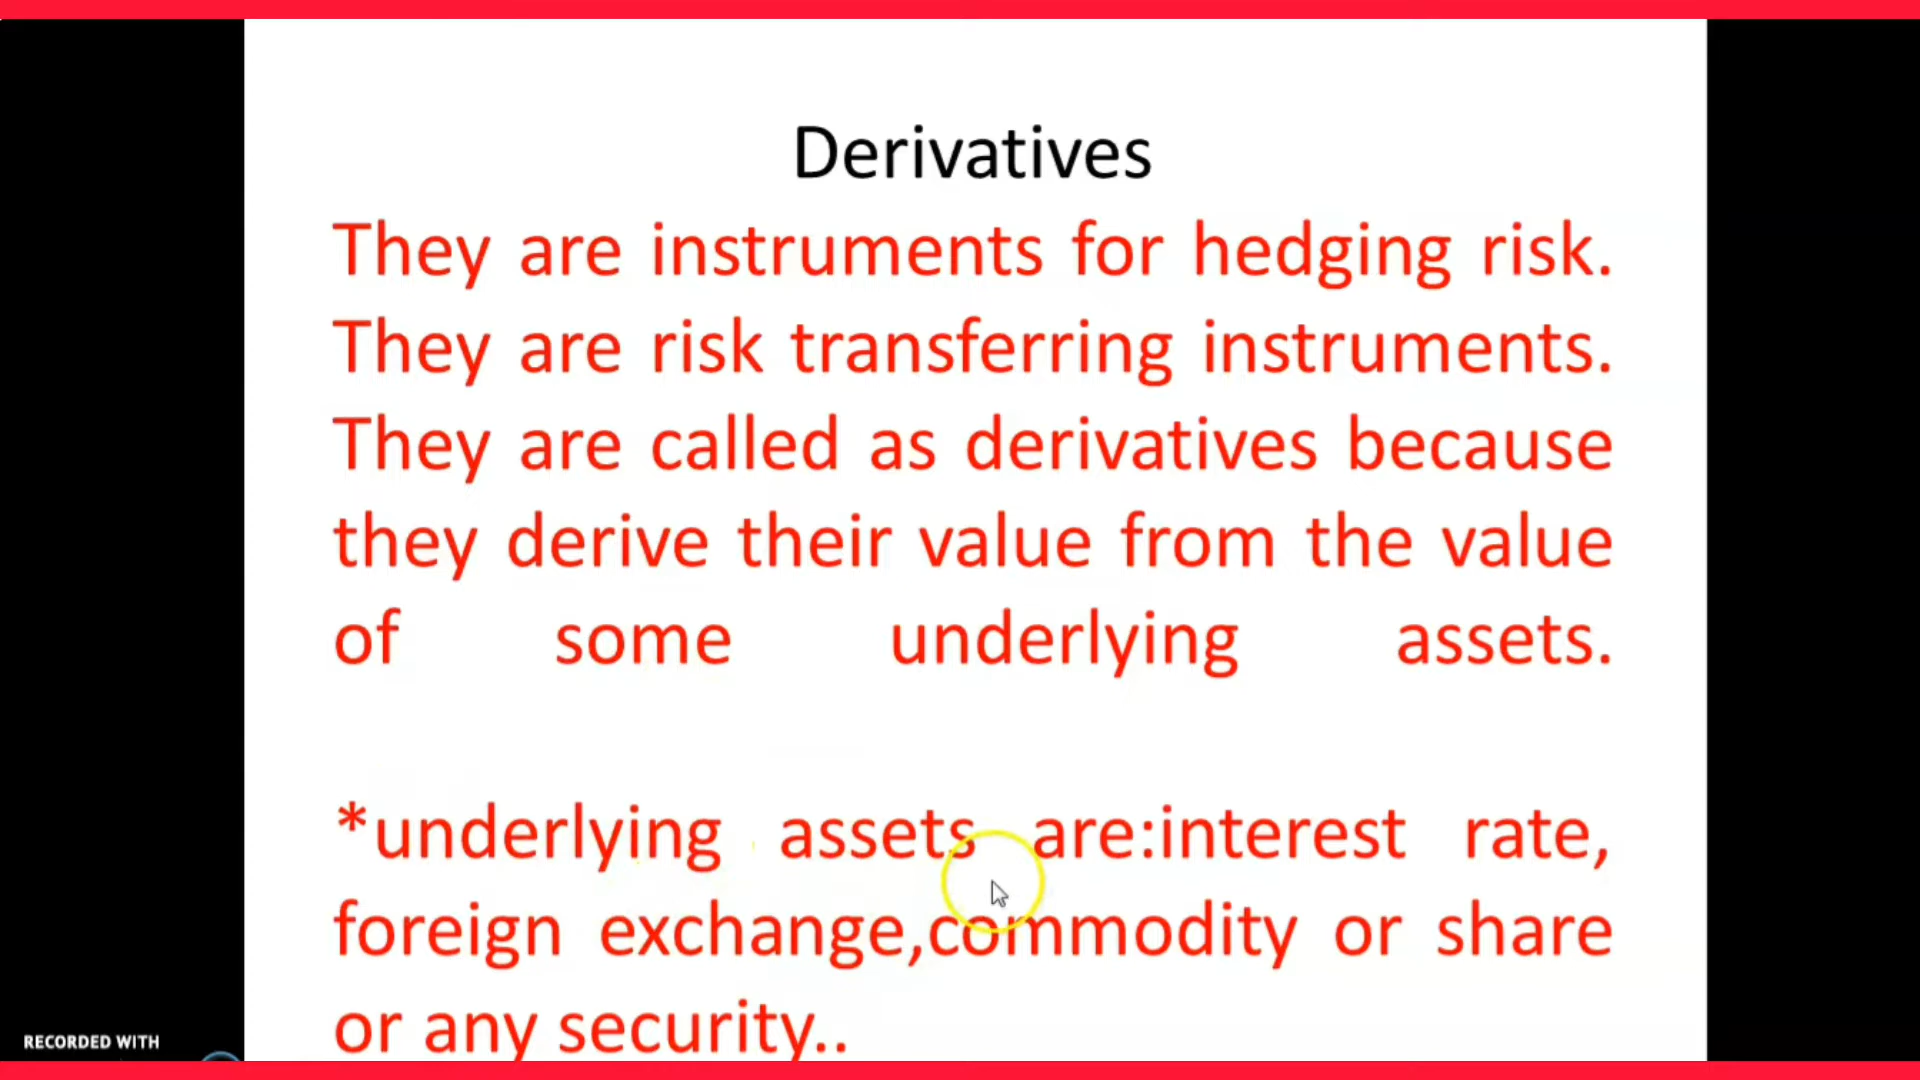 Derivatives
They are instruments for hedging risk.
They are risk transferring instruments.
They are called as derivatives because
they derive their value from the value
of some underlying assets.
*underlying assets are:interest rate,
foreign exchange,commodity or share
or any security..
RECORDED WITH